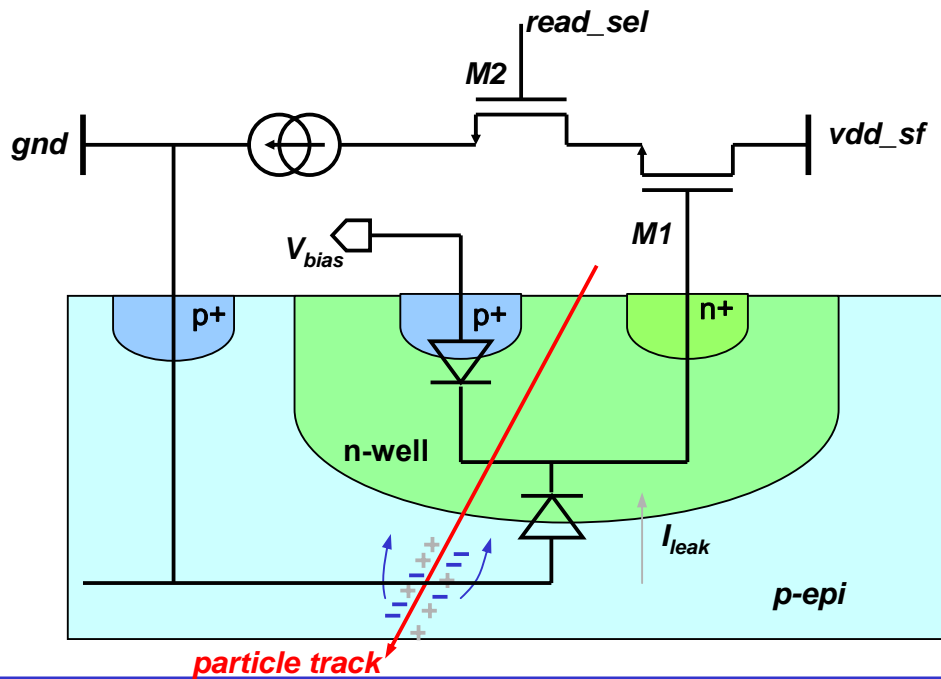 read_sel
M2
gnd
vdd_sf
M1
Vbias
p+
p+
n+
n-well
Ileak
p-epi
particle track